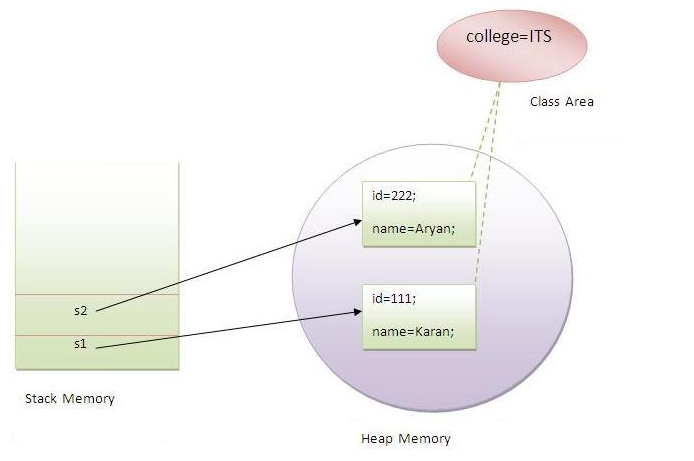 college=ITS
Class Area
id=222;
name=Aryan;
s2
id=111;
s1
name=Karan;
Stack Memory
Heap Memory